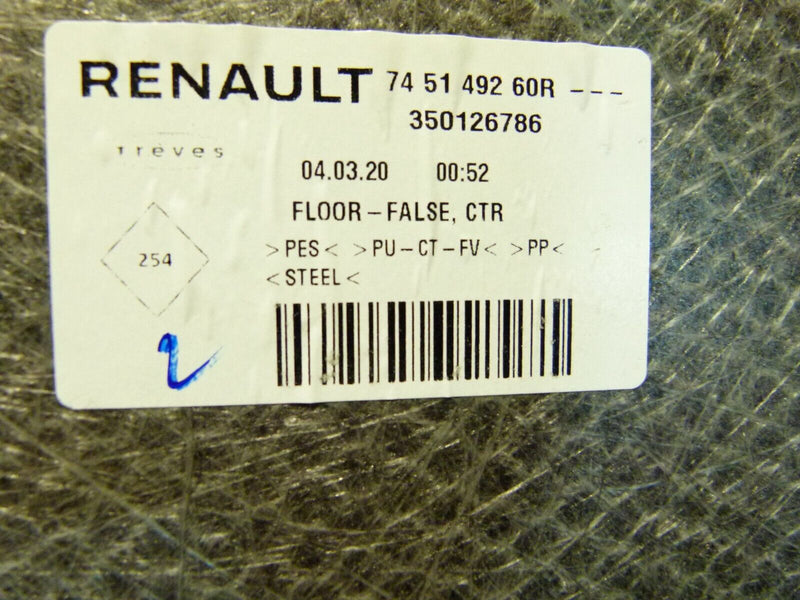 RENAULT 74 51 492 60R ---
350126786
Treves
04.03.20 00:52
FLOOR-FALSE, CTR
254
>PES< >PU-CT-FV< >PP<
<STEEL<
2